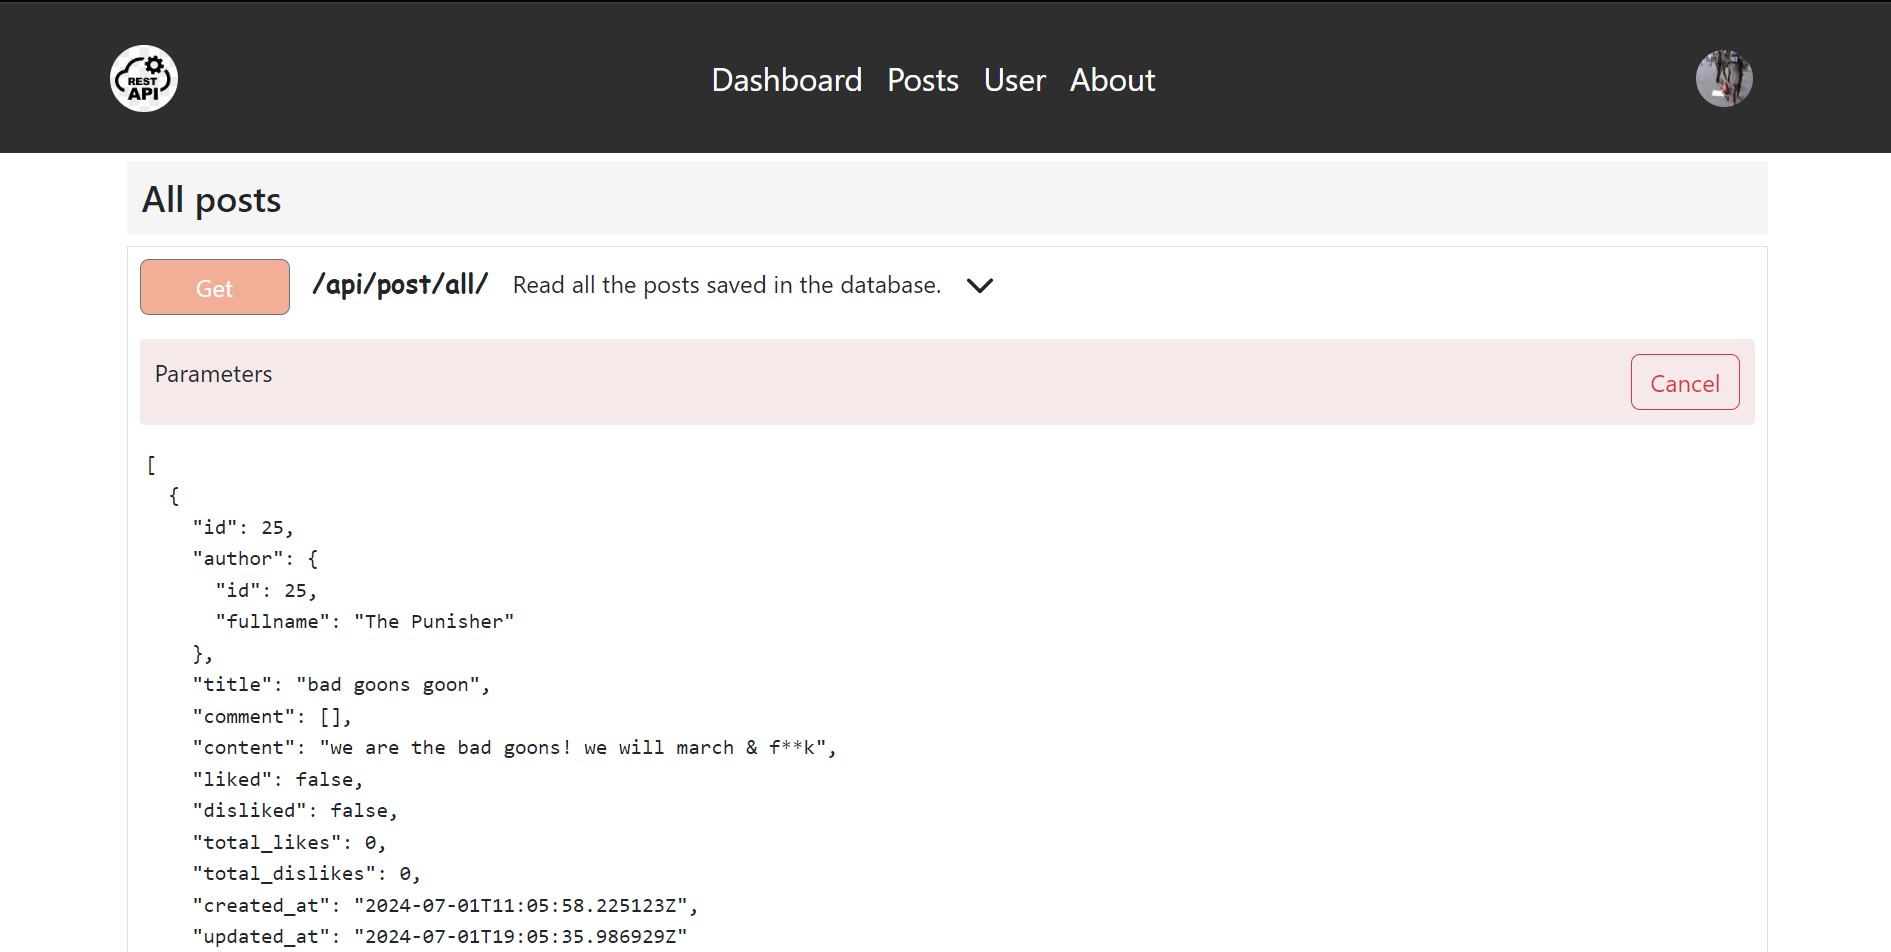 REST
API
Dashboard Posts User About
All posts
Get /api/post/all/ Read all the posts saved in the database.
Parameters
Cancel
[
{
"id": 25,
"author": {
"id": 25,
"fullname": "The Punisher"
},
"title": "bad goons goon",
"comment": [],
"content": "we are the bad goons! we will march & f**k",
"liked": false,
"disliked": false,
"total_likes": 0,
"total_dislikes": 0,
"created_at": "2024-07-01T11:05:58.225123Z",
"updated_at": "2024-07-01T19:05:35.986929Z"